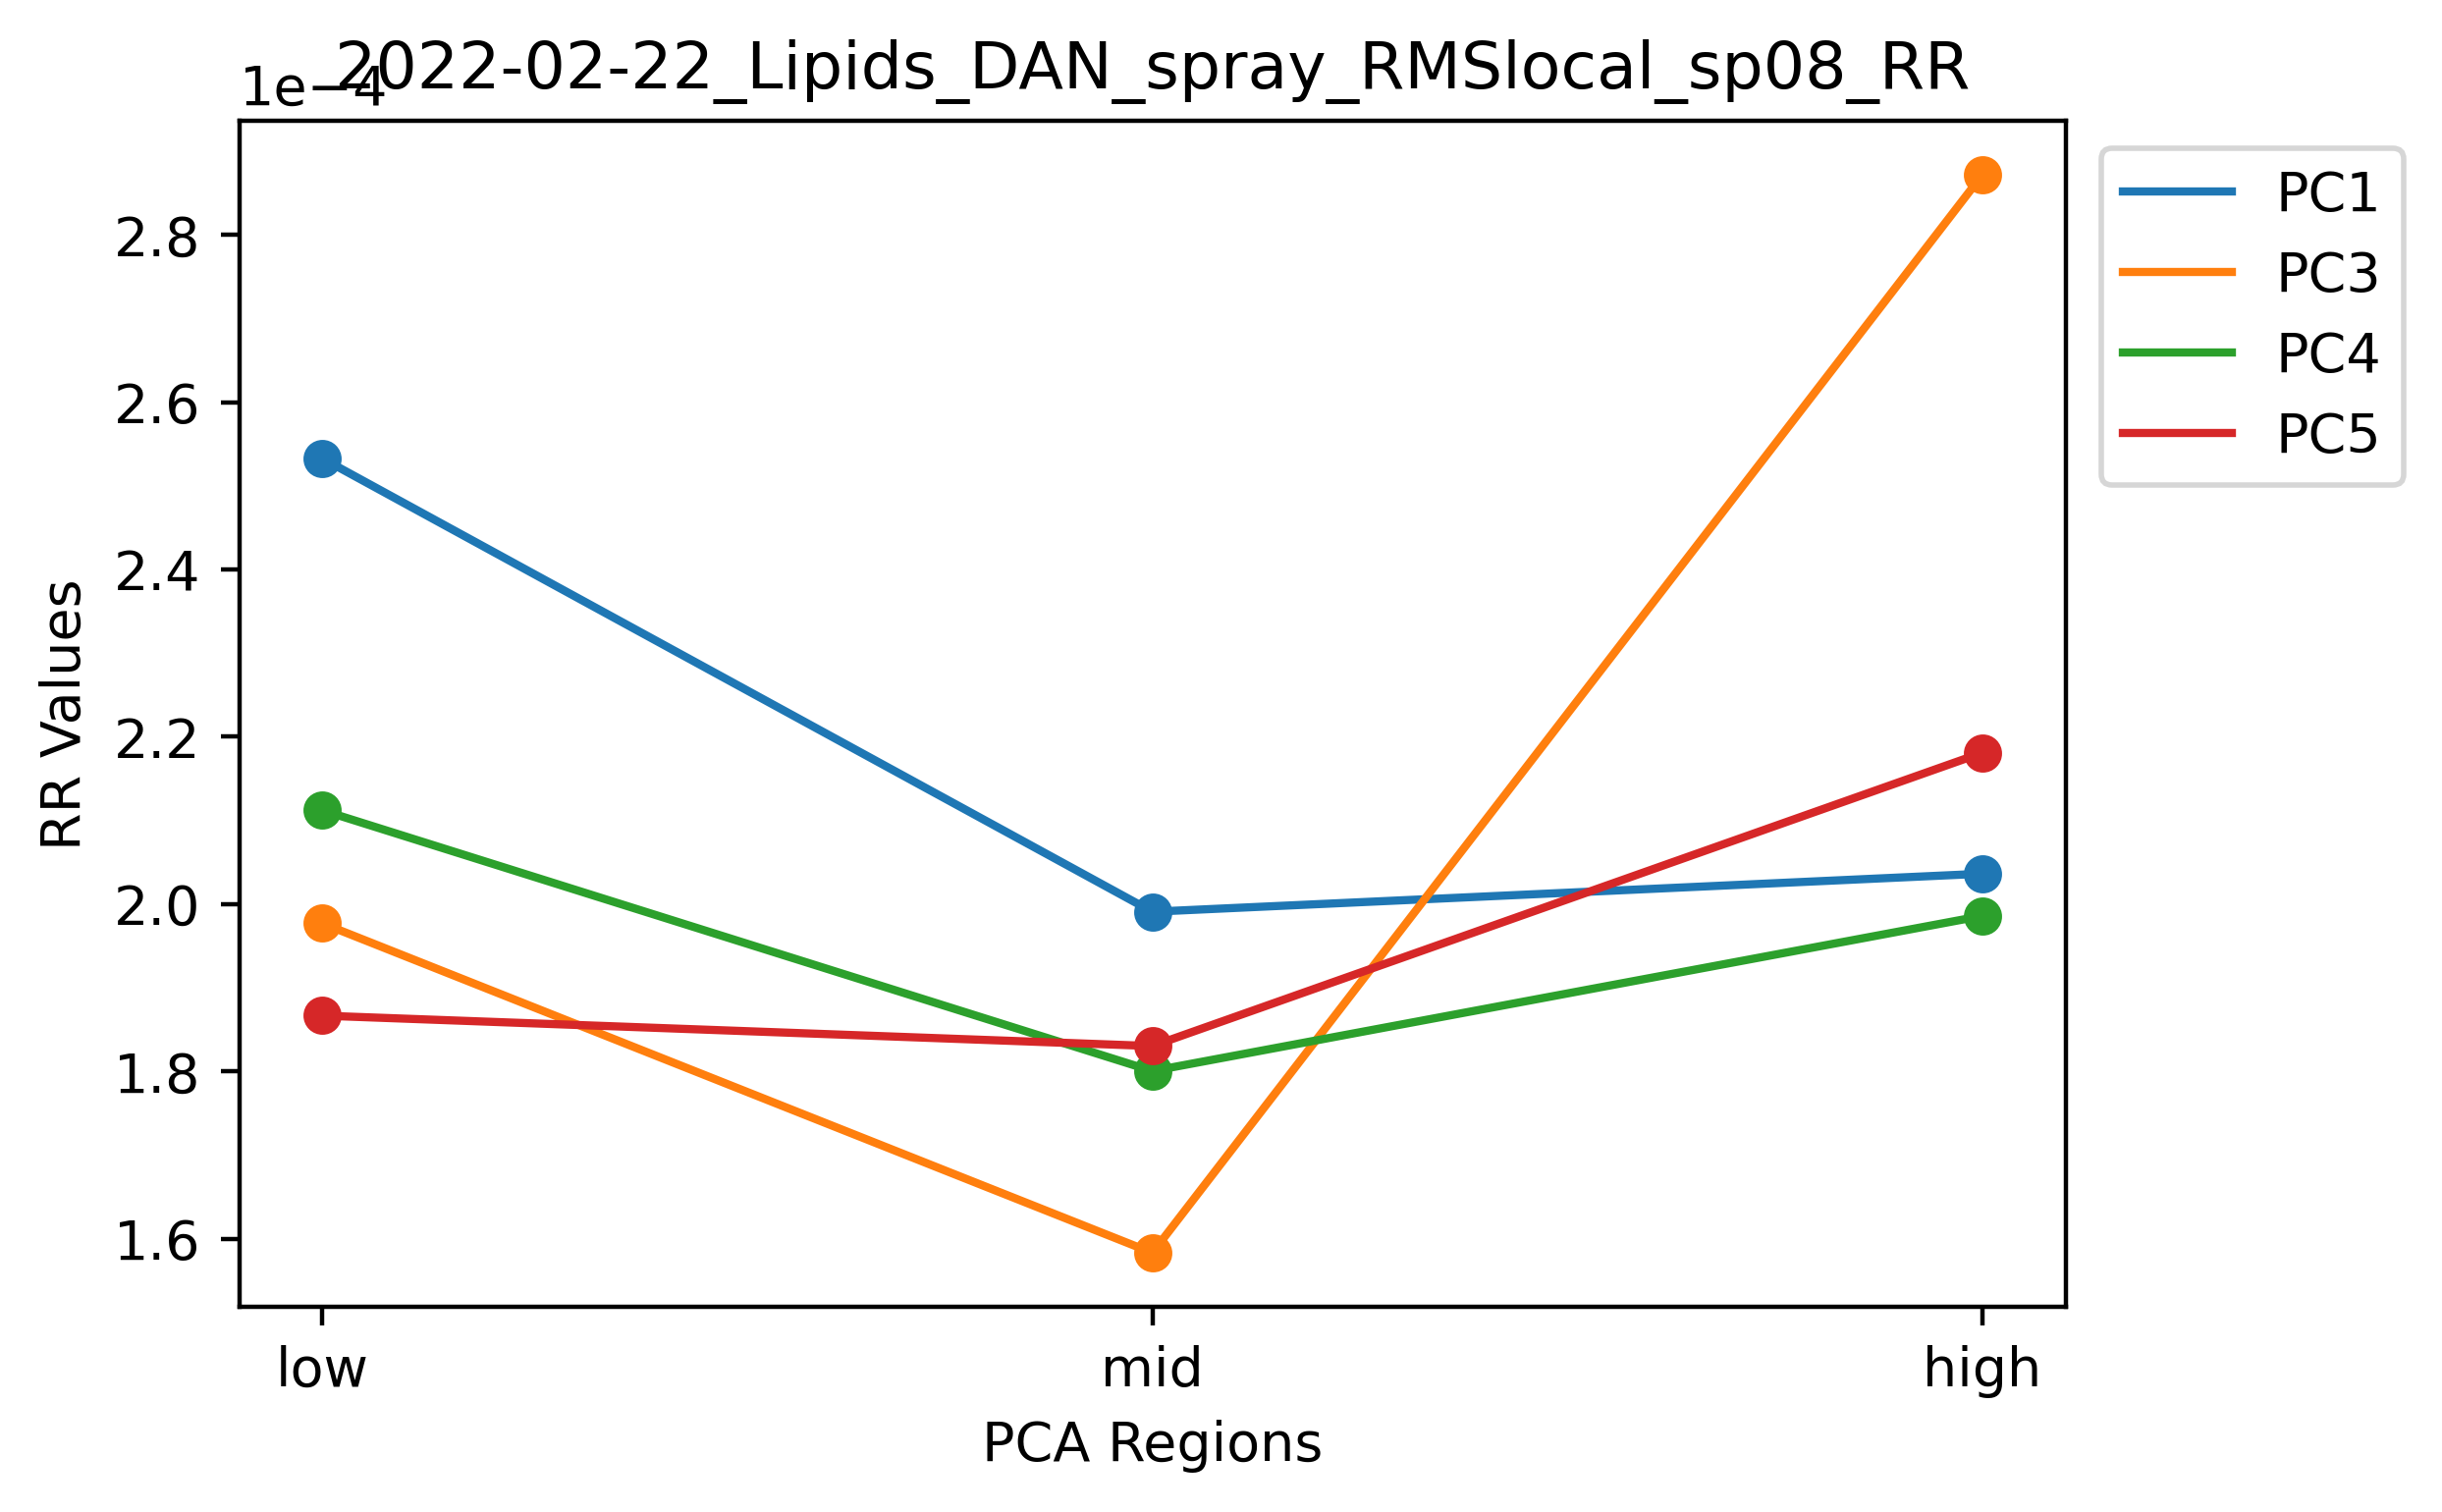 2022-02-22_Lipids_DAN_spray_RMSlocal_sp08_RR
1e−4
2.8
2.6
2.4
2.2
2.0
1.8
1.6
RR Values
low mid high
PCA Regions
PC1
PC3
PC4
PC5